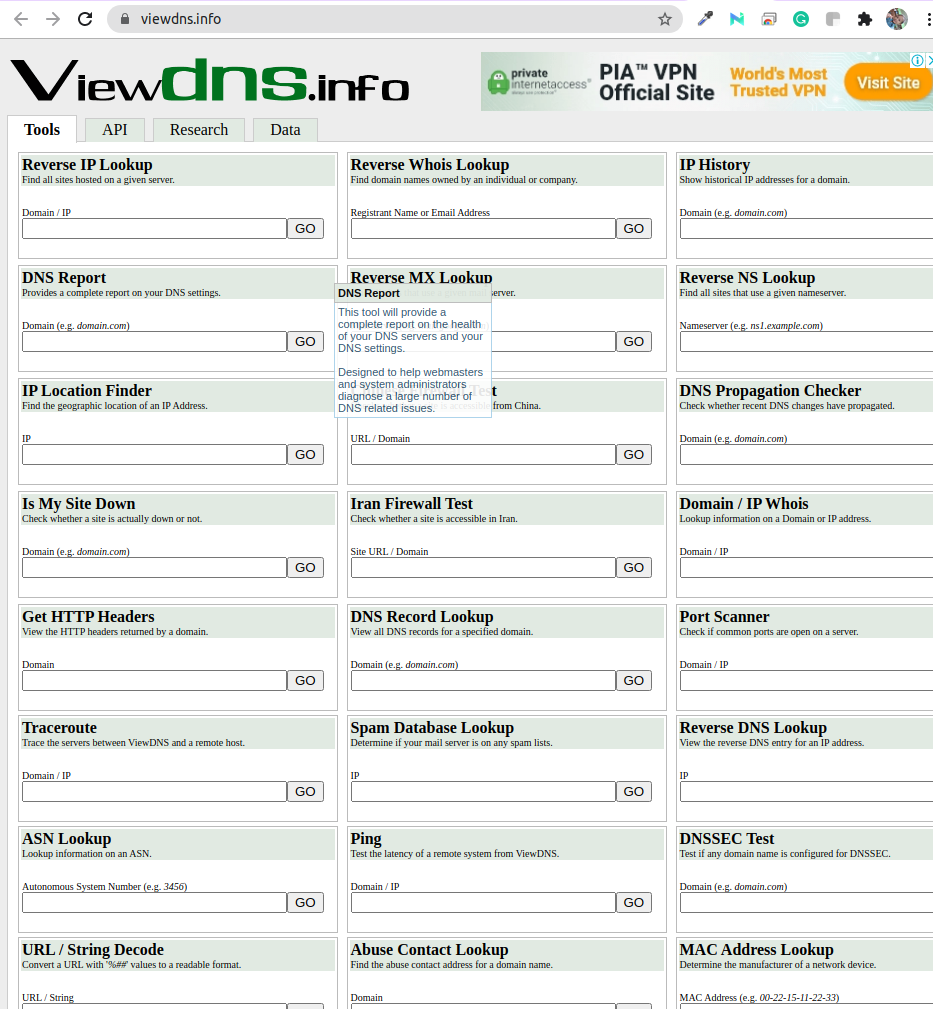 viewdns.info
Viewdns.info
private
internetaccess®
always use protection™
PIA™ VPN
Official Site
World's Most
Trusted VPN
Visit Site
Tools API Research Data
Reverse IP Lookup
Find all sites hosted on a given server.
Domain / IP
GO
Reverse Whois Lookup
Find domain names owned by an individual or company.
Registrant Name or Email Address
GO
IP History
Show historical IP addresses for a domain.
Domain (e.g. domain.com)
DNS Report
Provides a complete report on your DNS settings.
Domain (e.g. domain.com)
GO
Reverse MX Lookup
server.
GO
DNS Report
This tool will provide a
complete report on the health
of your DNS servers and your
DNS settings.
Designed to help webmasters
and system administrators
diagnose a large number of
DNS related issues.
Reverse NS Lookup
Find all sites that use a given nameserver.
Nameserver (e.g. ns1.example.com)
IP Location Finder
Find the geographic location of an IP Address.
IP
GO
Test
is accessible from China.
URL / Domain
GO
DNS Propagation Checker
Check whether recent DNS changes have propagated.
Domain (e.g. domain.com)
Is My Site Down
Check whether a site is actually down or not.
Domain (e.g. domain.com)
GO
Iran Firewall Test
Check whether a site is accessible in Iran.
Site URL / Domain
GO
Domain / IP Whois
Lookup information on a Domain or IP address.
Domain / IP
Get HTTP Headers
View the HTTP headers returned by a domain.
Domain
GO
DNS Record Lookup
View all DNS records for a specified domain.
Domain (e.g. domain.com)
GO
Port Scanner
Check if common ports are open on a server.
Domain / IP
Traceroute
Trace the servers between ViewDNS and a remote host.
Domain / IP
GO
Spam Database Lookup
Determine if your mail server is on any spam lists.
IP
GO
Reverse DNS Lookup
View the reverse DNS entry for an IP address.
IP
ASN Lookup
Lookup information on an ASN.
Autonomous System Number (e.g. 3456)
GO
Ping
Test the latency of a remote system from ViewDNS.
Domain / IP
GO
DNSSEC Test
Test if any domain name is configured for DNSSEC.
Domain (e.g. domain.com)
URL / String Decode
Convert a URL with '%##' values to a readable format.
URL / String
Abuse Contact Lookup
Find the abuse contact address for a domain name.
Domain
MAC Address Lookup
Determine the manufacturer of a network device.
MAC Address (e.g. 00-22-15-11-22-33)